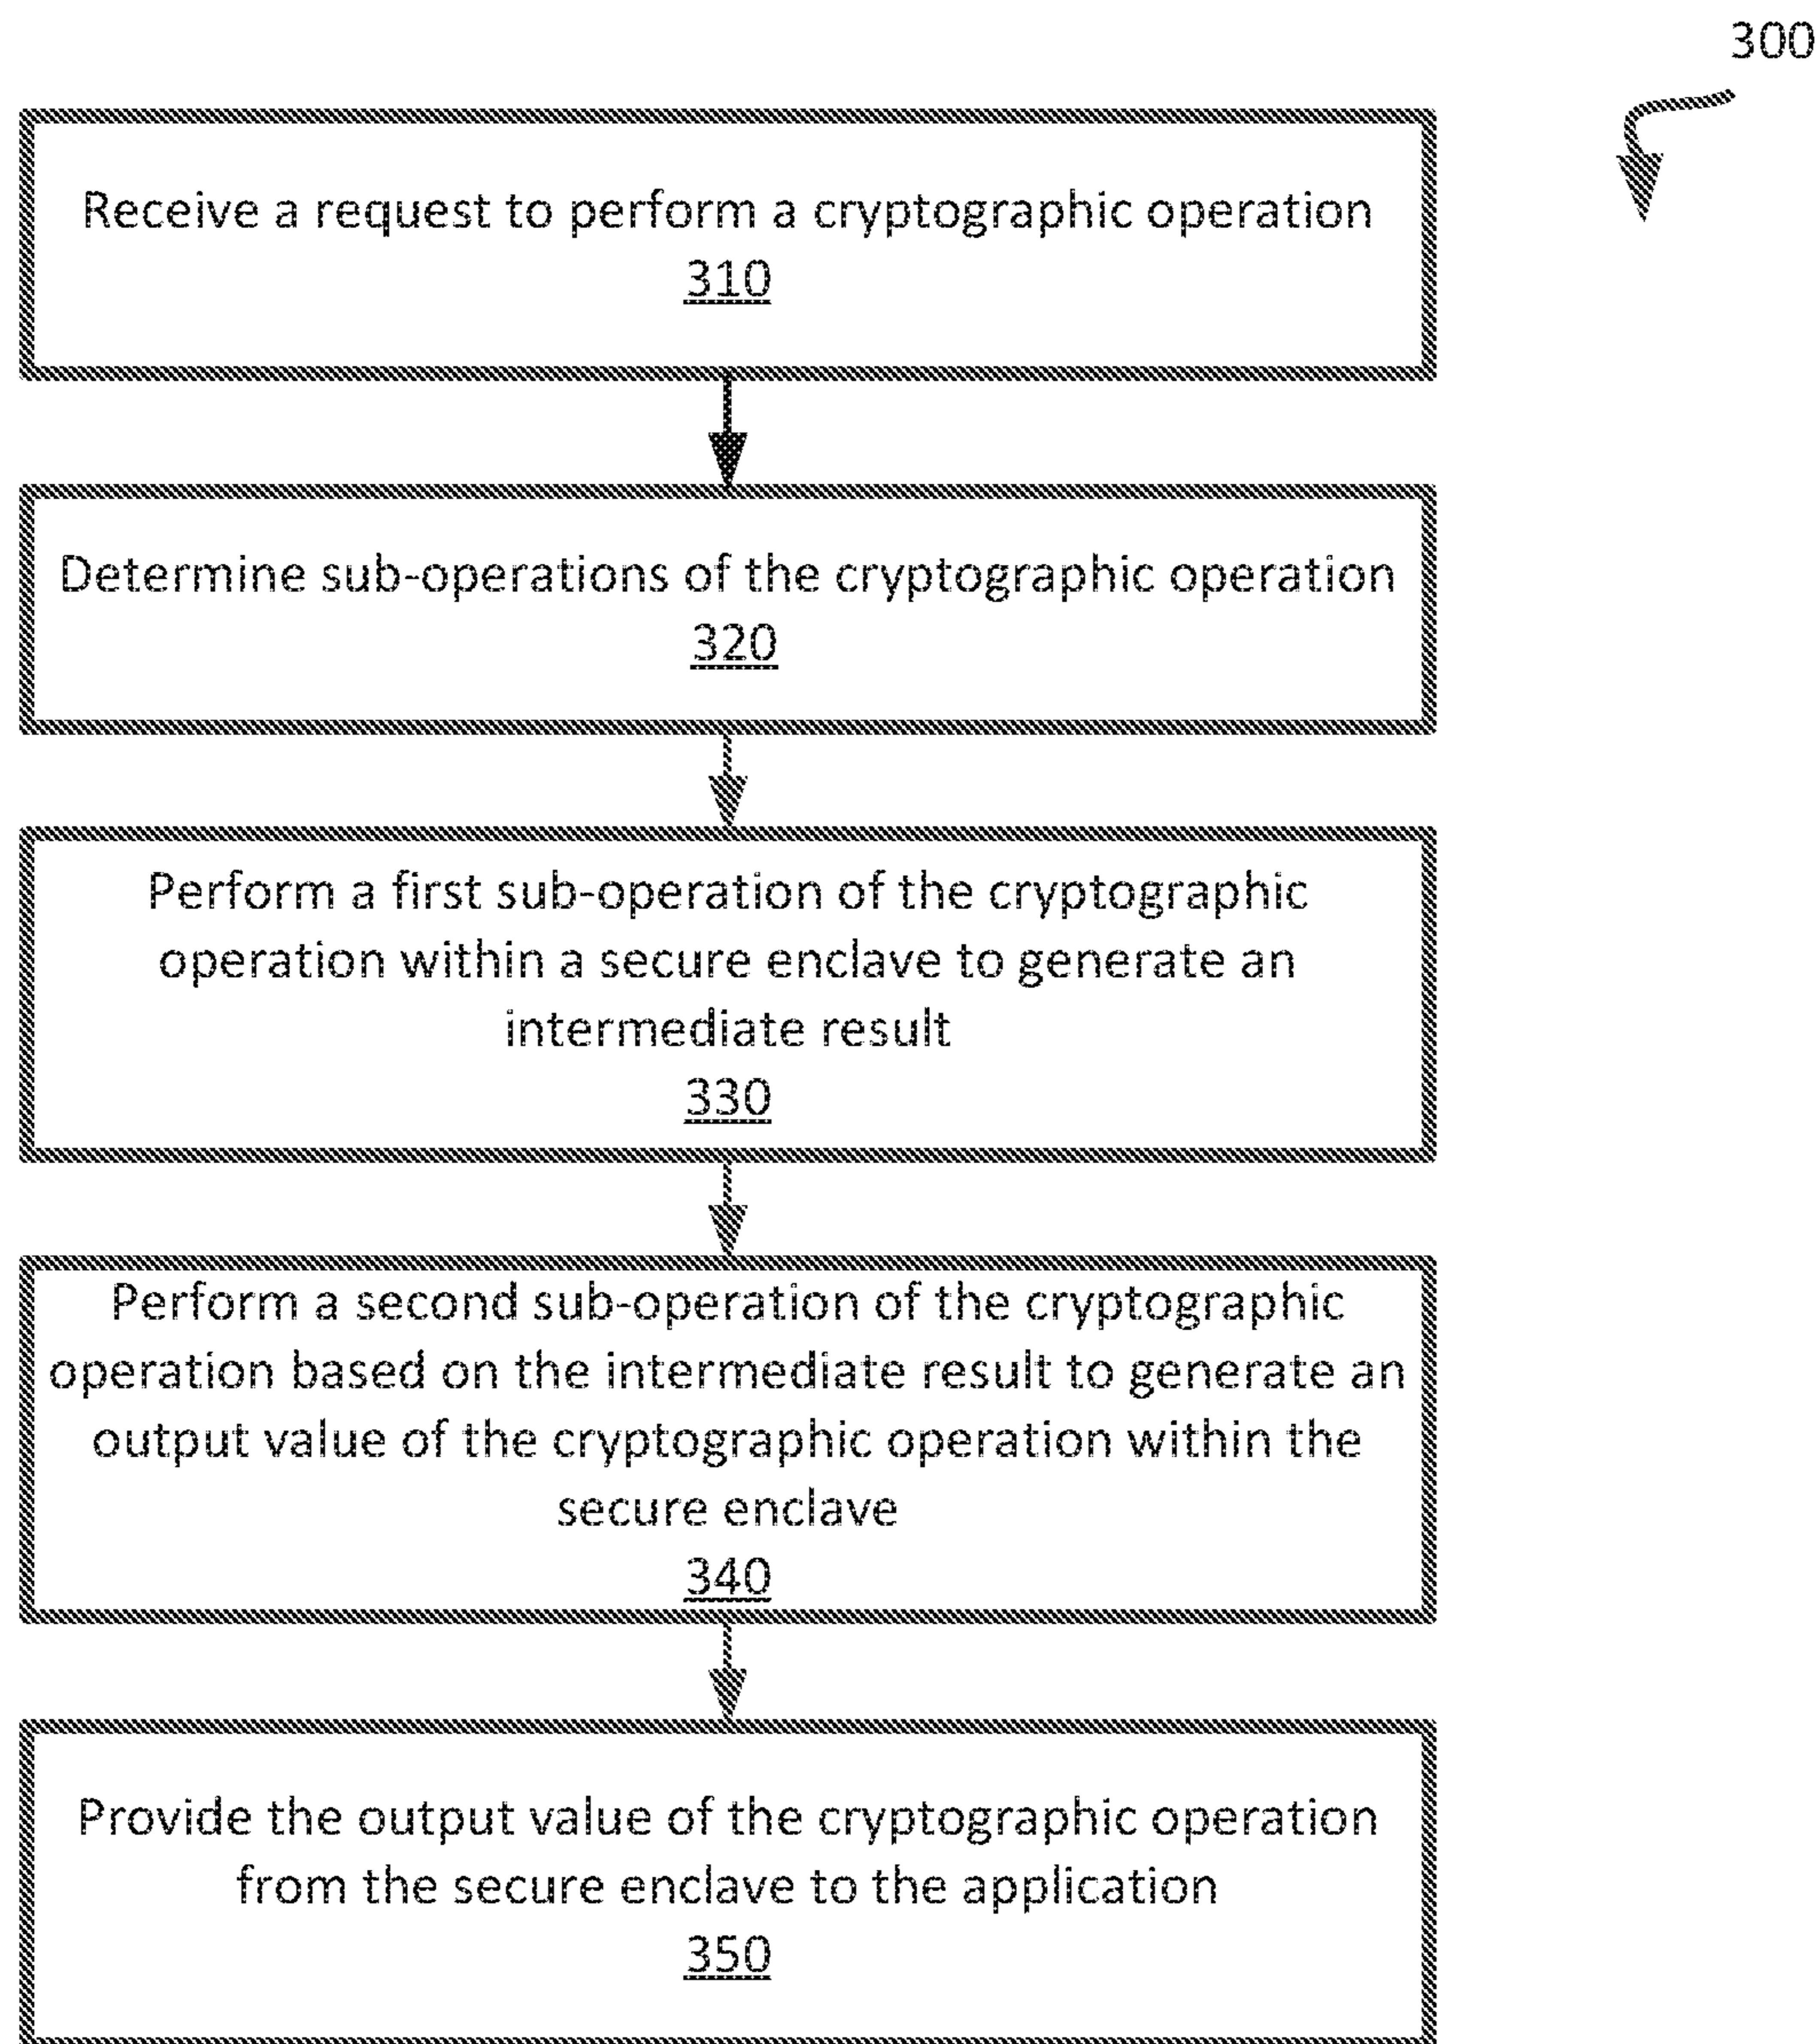 300
Receive a request to perform a cryptographic operation
310
Determine sub-operations of the cryptographic operation
320
Perform a first sub-operation of the cryptographic
operation within a secure enclave to generate an
intermediate result
330
Perform a second sub-operation of the cryptographic
operation based on the intermediate result to generate an
output value of the cryptographic operation within the
secure enclave
340
Provide the output value of the cryptographic operation
from the secure enclave to the application
350